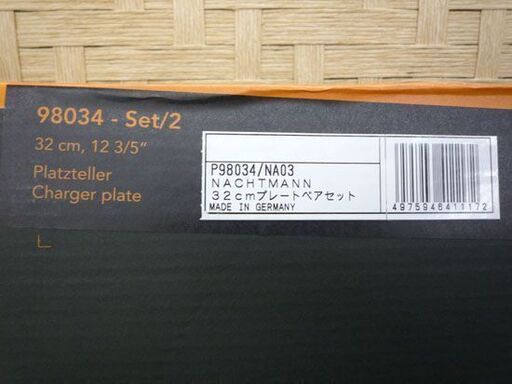 98034 - Set/2
32 cm, 12 3/5“
Platzteller
Charger plate
P98034/NA03
NACHTMANN
32cmプレートペアセット
MADE IN GERMANY
4975946411172